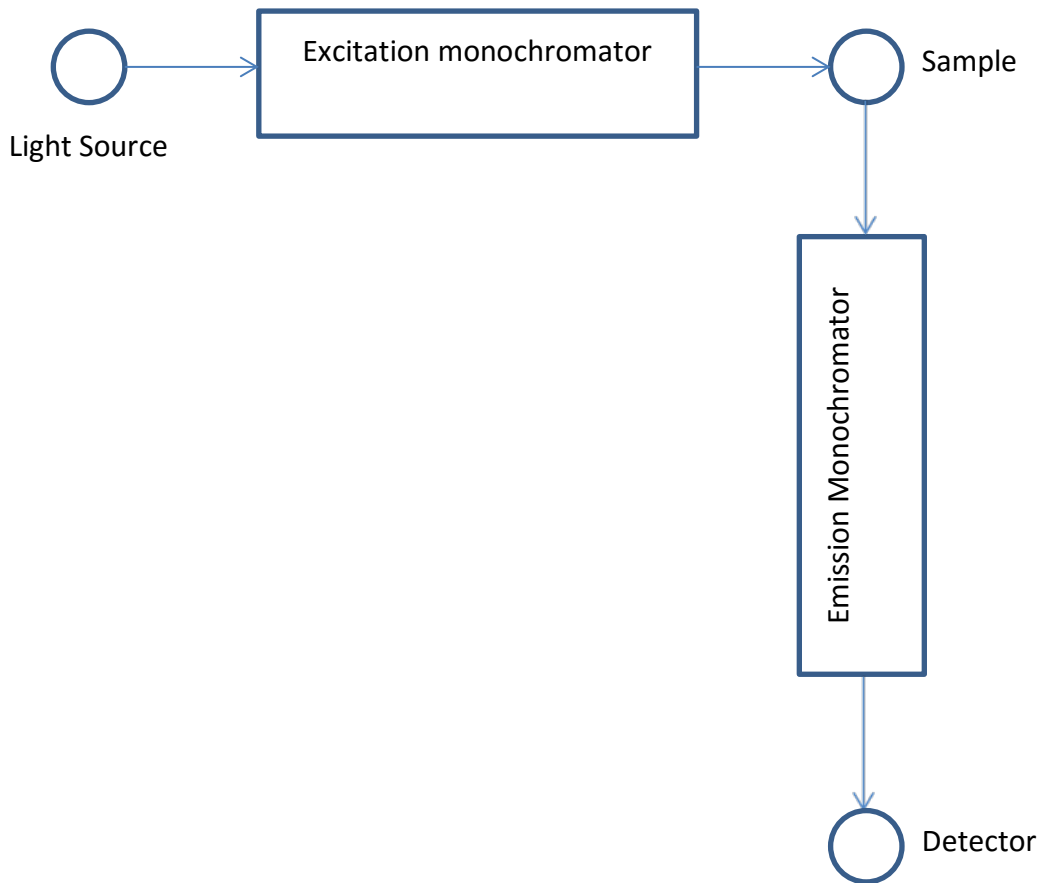 Excitation monochromator
Sample
Light Source
Emission Monochromator
Detector